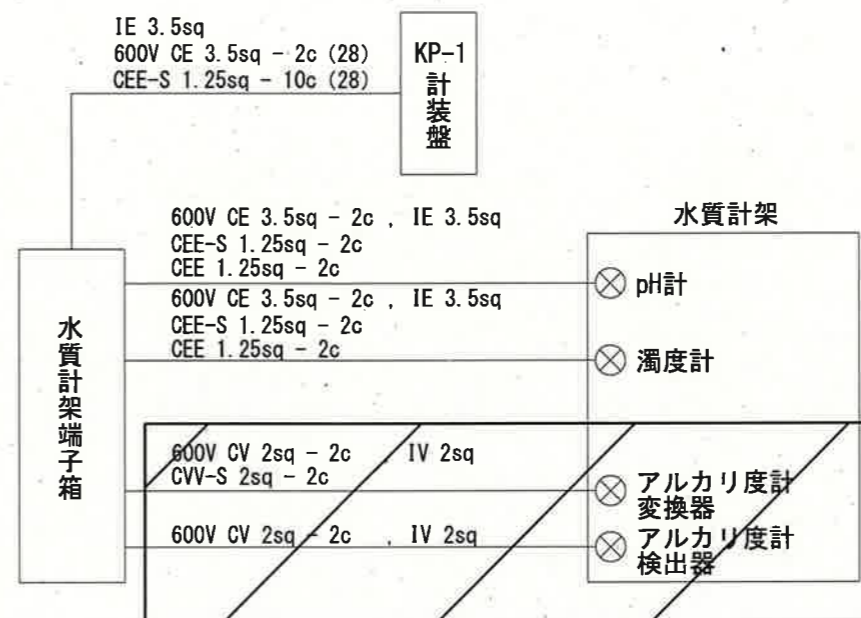 IE 3.5sq
600V CE 3.5sq - 2c (28)
CEE-S 1.25sq - 10c (28)
KP-1
計装盤
600V CE 3.5sq - 2c , IE 3.5sq
CEE-S 1.25sq - 2c
CEE 1.25sq - 2c
水質計架
pH計
600V CE 3.5sq - 2c , IE 3.5sq
CEE-S 1.25sq - 2c
CEE 1.25sq - 2c
濁度計
水質計架端子箱
600V CV 2sq - 2c , IV 2sq
CVV-S 2sq - 2c
アルカリ度計
変換器
600V CV 2sq - 2c , IV 2sq
アルカリ度計
検出器